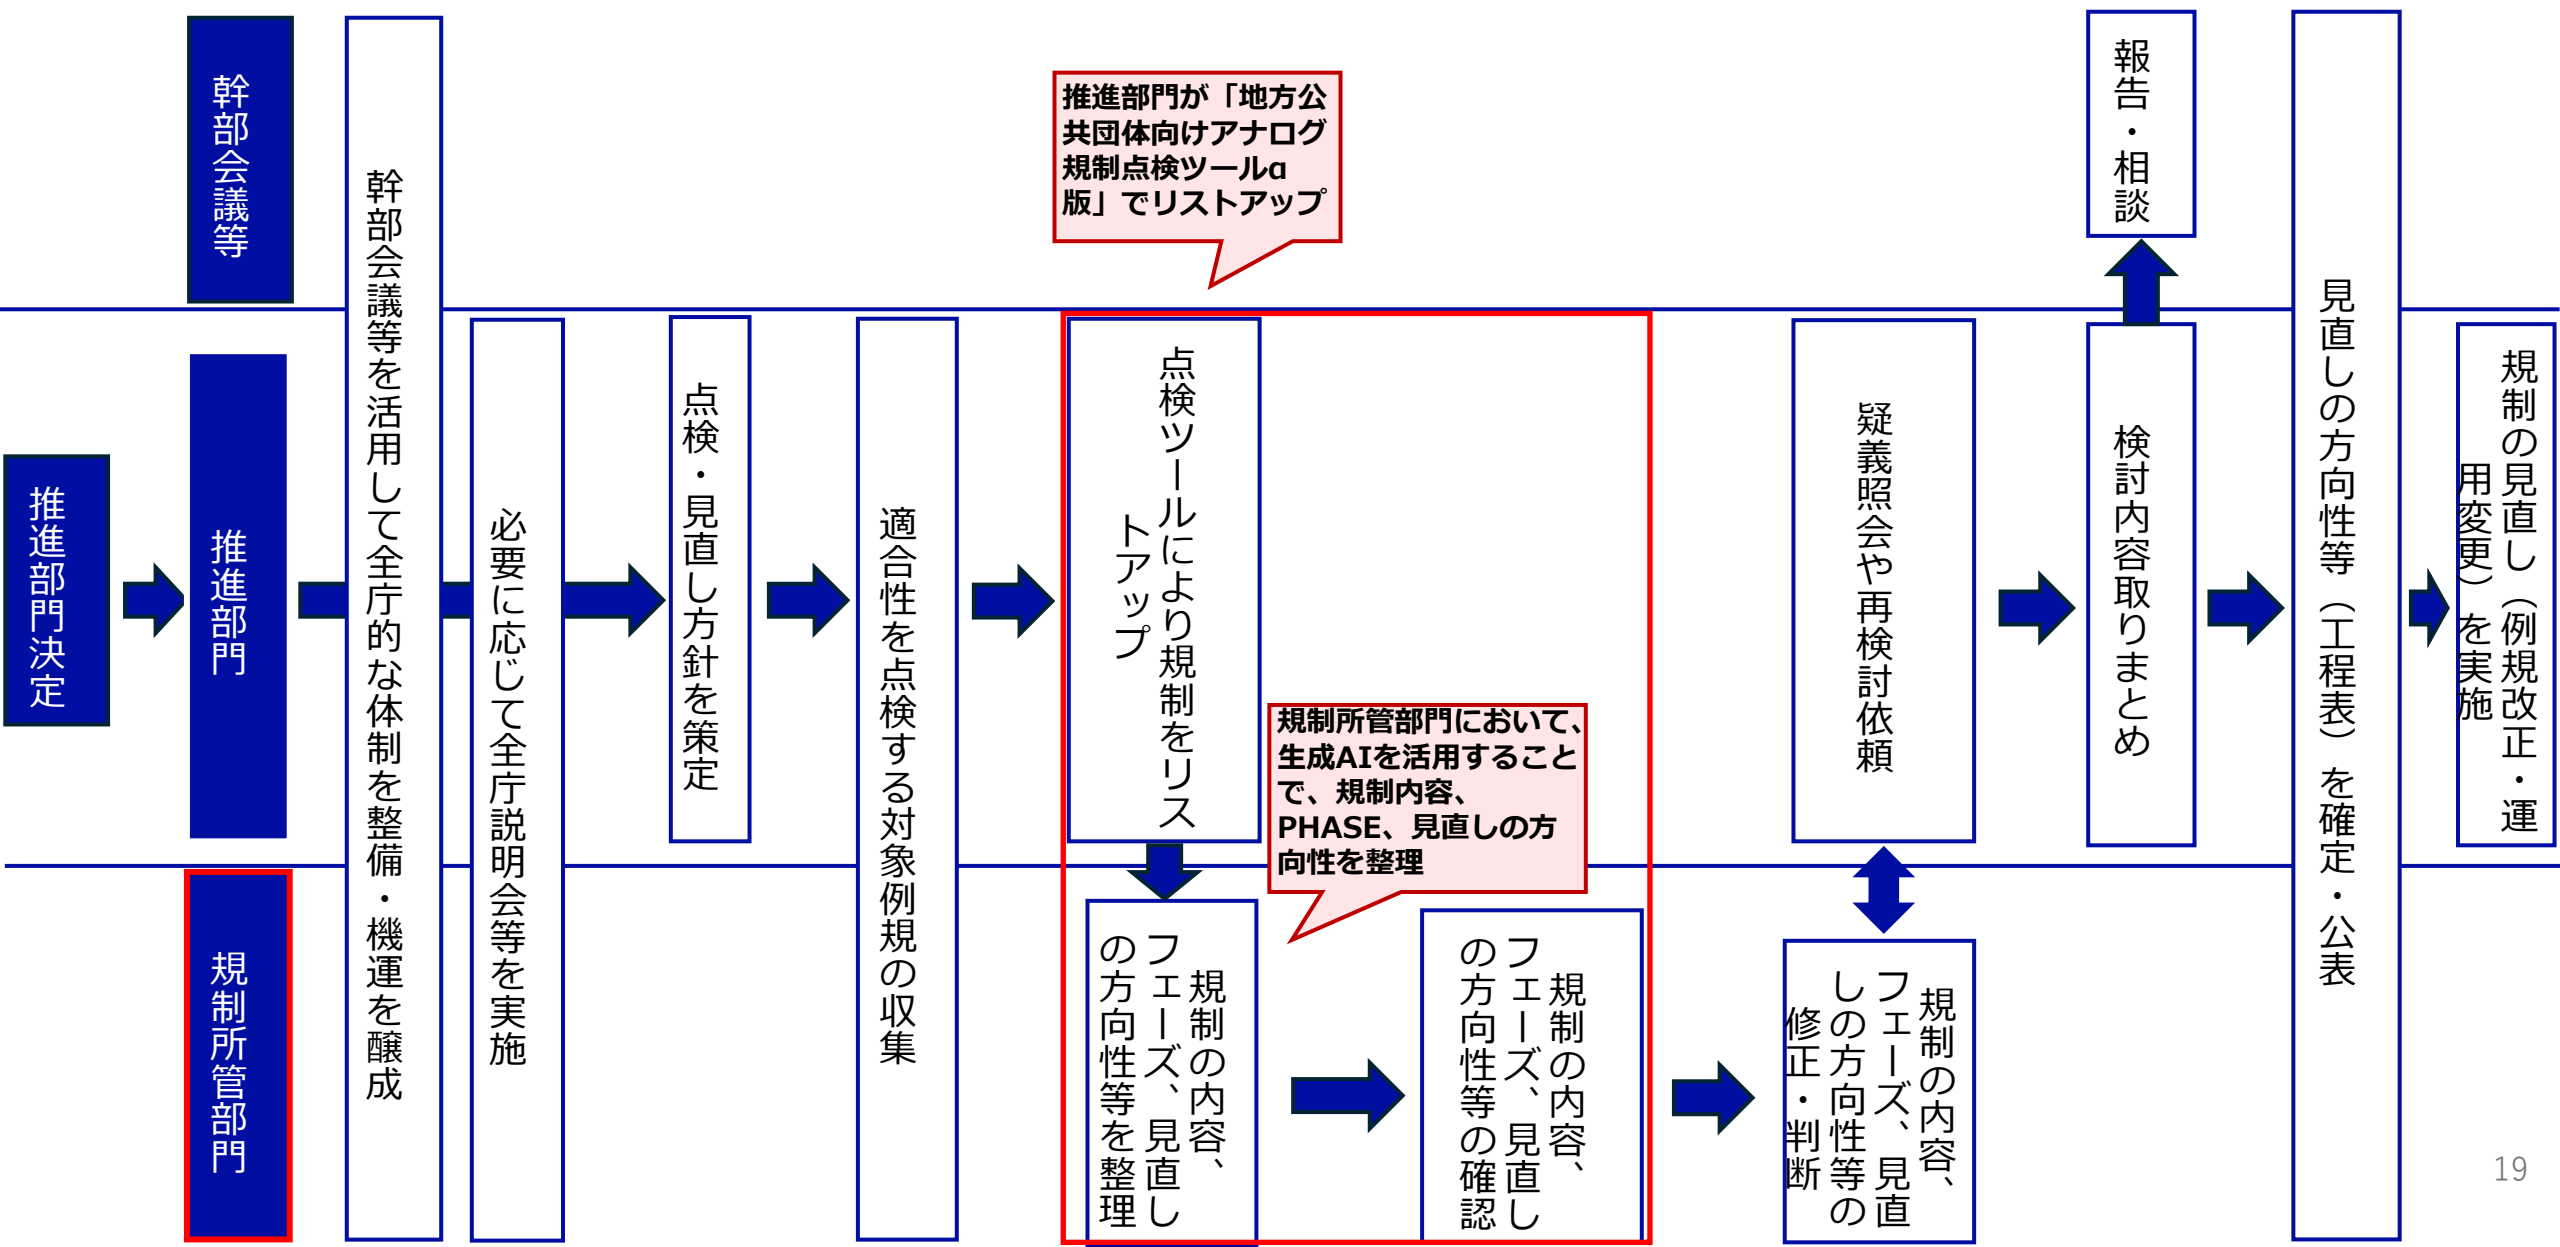 幹部会議等
推進部門決定
推進部門
規制所管部門
幹部会議等を活用して全庁的な体制を整備・機運を醸成
必要に応じて全庁説明会等を実施
点検・見直し方針を策定
適合性を点検する対象例規の収集
推進部門が「地方公
共団体向けアナログ
規制点検ツールα
版」でリストアップ
点検ツールにより規制をリス
トアップ
規制所管部門において、
生成AIを活用すること
で、規制内容、
PHASE、見直しの方
向性を整理
規制の内容、
フェーズ、見直し
の方向性等を整理
規制の内容、
フェーズ、見直し
の方向性等の確認
疑義照会や再検討依頼
規制の内容、
フェーズ、見直
しの方向性等の
修正・判断
報告・相談
検討内容取りまとめ
見直しの方向性等（工程表）を確定・公表
規制の見直し（例規改正・運
用変更）を実施
19